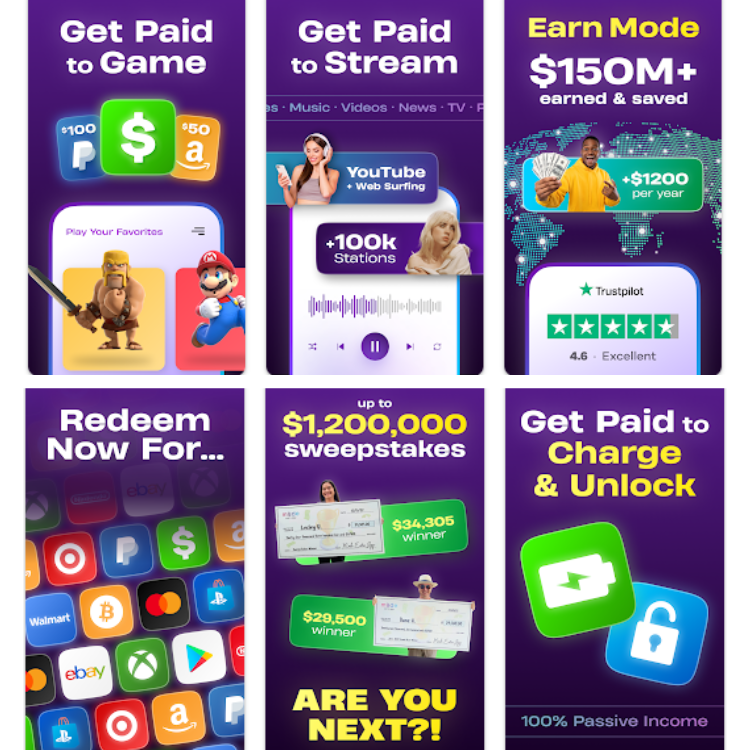 Get Paid
to Game
$100
$
$50
a
Play Your Favorites
Get Paid
to Stream
es · Music · Videos · News · TV · P
YouTube
+ Web Surfing
+100k
Stations
Earn Mode
$150M+
earned & saved
+$1200
per year
Trustpilot
4.6 · Excellent
Redeem
Now For...
Nintendo
ebay
$
a
Walmart
ebay
a
up to
$1,200,000
sweepstakes
$34,305
winner
$29,500
winner
ARE YOU
NEXT?!
Get Paid to
Charge
& Unlock
100% Passive Income